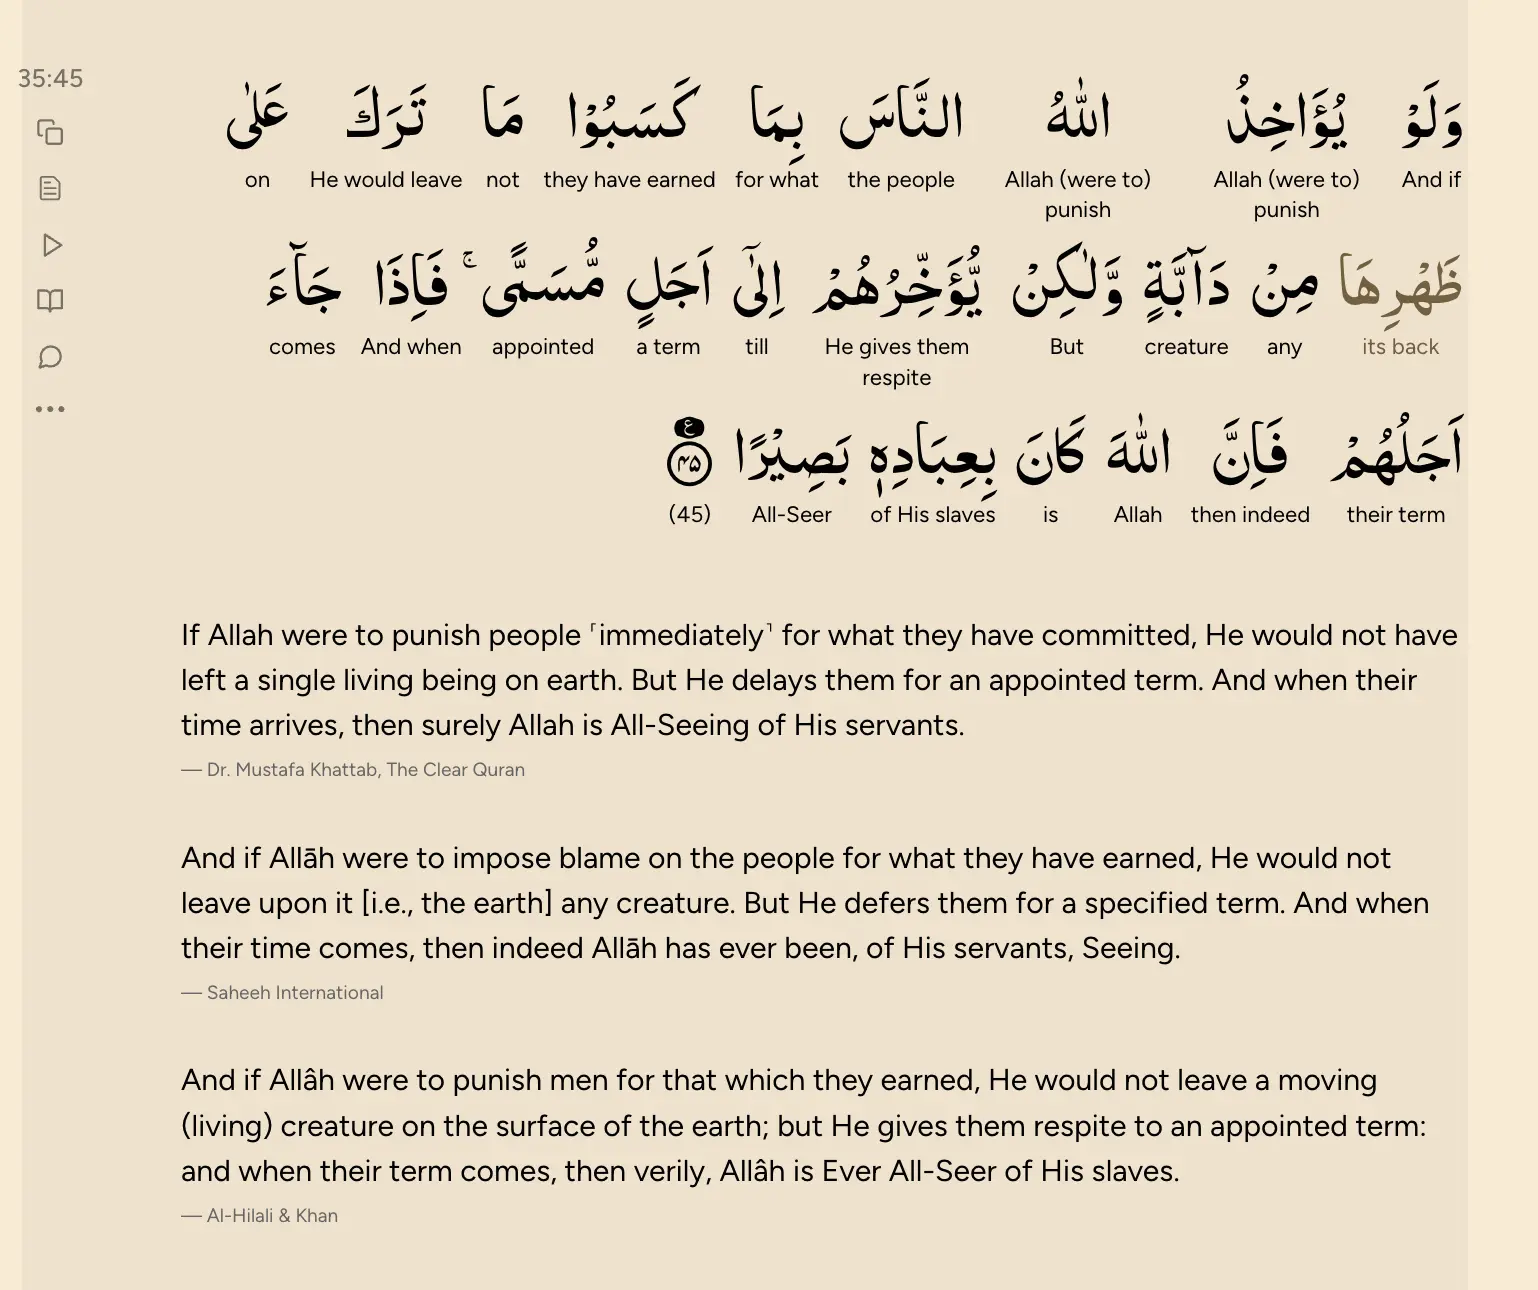 35:45
وَلَوْ يُؤَاخِذُ اللّٰهُ النَّاسَ بِمَا كَسَبُوْا مَا تَرَكَ عَلٰى
And if Allah (were to) punish Allah (were to) punish the people for what they have earned not He would leave on
ظَهْرِهَا مِنْ دَآبَّةٍ وَّلٰكِنْ يُّؤَخِّرُهُمْ اِلٰٓى اَجَلٍ مُّسَمًّى ۚ فَاِذَا جَآءَ
its back any creature But He gives them respite till a term appointed And when comes
اَجَلُهُمْ فَاِنَّ اللّٰهَ كَانَ بِعِبَادِهٖ بَصِيْرًا ع ۴۵
their term then indeed Allah is of His slaves All-Seer (45)
If Allah were to punish people ˹immediately˺ for what they have committed, He would not have
left a single living being on earth. But He delays them for an appointed term. And when their
time arrives, then surely Allah is All-Seeing of His servants.
— Dr. Mustafa Khattab, The Clear Quran
And if Allāh were to impose blame on the people for what they have earned, He would not
leave upon it [i.e., the earth] any creature. But He defers them for a specified term. And when
their time comes, then indeed Allāh has ever been, of His servants, Seeing.
— Saheeh International
And if Allâh were to punish men for that which they earned, He would not leave a moving
(living) creature on the surface of the earth; but He gives them respite to an appointed term:
and when their term comes, then verily, Allâh is Ever All-Seer of His slaves.
— Al-Hilali & Khan